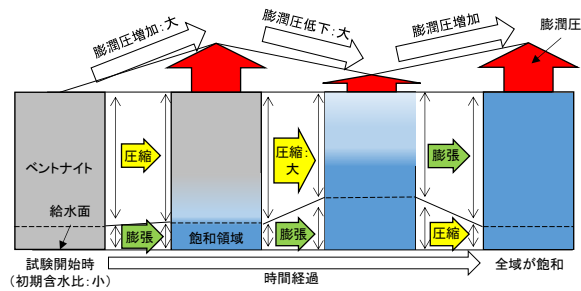 膨潤圧増加：大
膨潤圧低下：大
膨潤圧増加
膨潤圧
ベントナイト
圧縮
圧縮：
大
膨張
給水面
膨張
飽和領域
膨張
圧縮
試験開始時
（初期含水比：小）
時間経過
全域が飽和